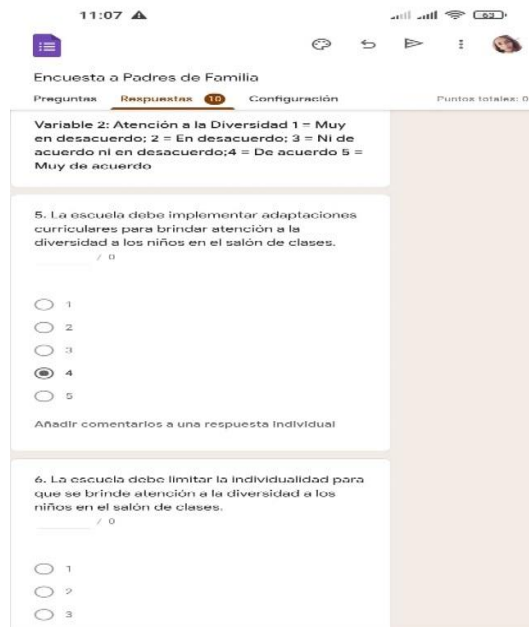 11:07
62
Encuesta a Padres de Familia
Preguntas Respuestas 10 Configuración Puntos totales: 0
Variable 2: Atención a la Diversidad 1 = Muy
en desacuerdo; 2 = En desacuerdo; 3 = Ni de
acuerdo ni en desacuerdo;4 = De acuerdo 5 =
Muy de acuerdo
5. La escuela debe implementar adaptaciones
curriculares para brindar atención a la
diversidad a los niños en el salón de clases.
/ 0
1
2
3
4
5
Añadir comentarios a una respuesta individual
6. La escuela debe limitar la individualidad para
que se brinde atención a la diversidad a los
niños en el salón de clases.
/ 0
1
2
3